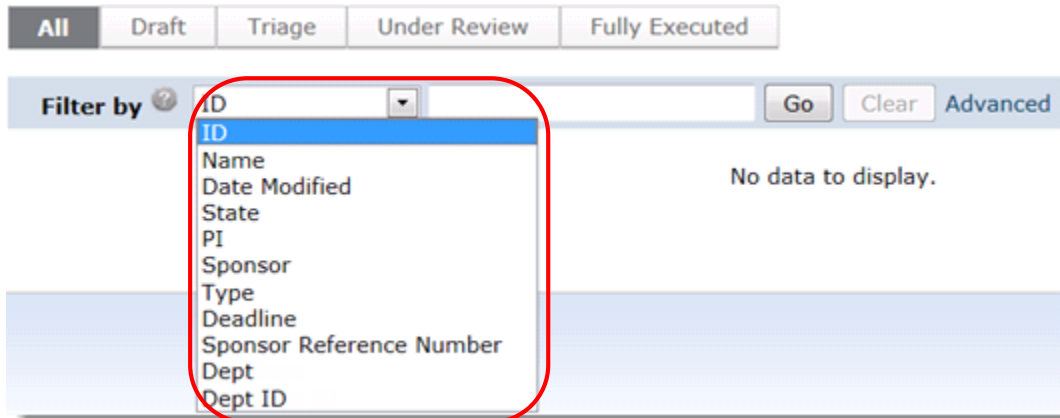 All Draft Triage Under Review Fully Executed
Filter by ? ID Go Clear Advanced
ID
Name
No data to display.
Date Modified
State
PI
Sponsor
Type
Deadline
Sponsor Reference Number
Dept
Dept ID